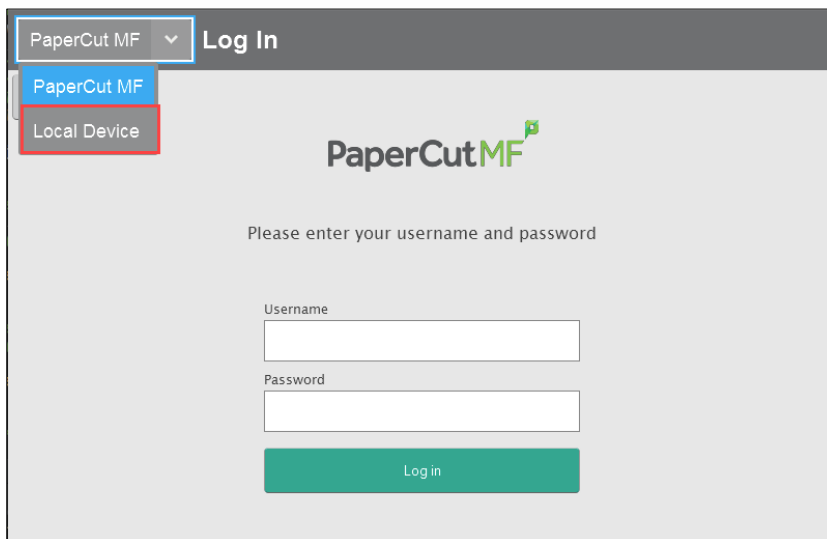 PaperCut MF Log In
PaperCut MF
Local Device
PaperCutMF
Please enter your username and password
Username
Password
Log in